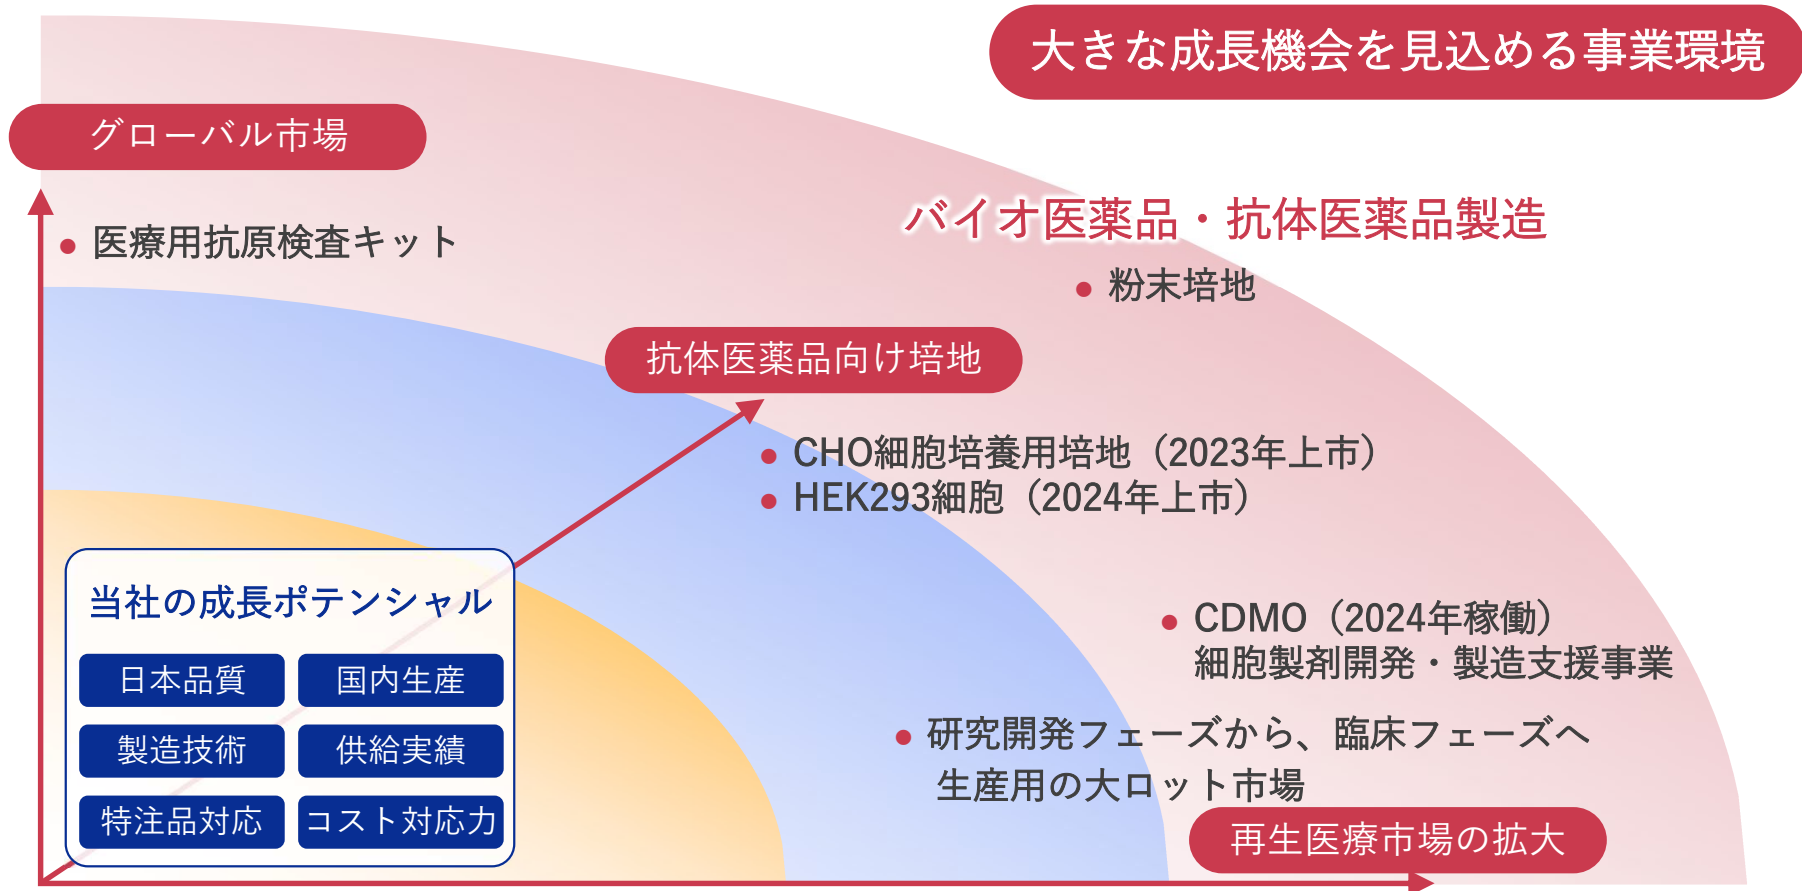 大きな成長機会を見込める事業環境
グローバル市場
医療用抗原検査キット
バイオ医薬品・抗体医薬品製造
粉末培地
抗体医薬品向け培地
CHO細胞培養用培地（2023年上市）
HEK293細胞（2024年上市）
当社の成長ポテンシャル
日本品質
国内生産
製造技術
供給実績
特注品対応
コスト対応力
CDMO（2024年稼働）
細胞製剤開発・製造支援事業
研究開発フェーズから、臨床フェーズへ
生産用の大ロット市場
再生医療市場の拡大